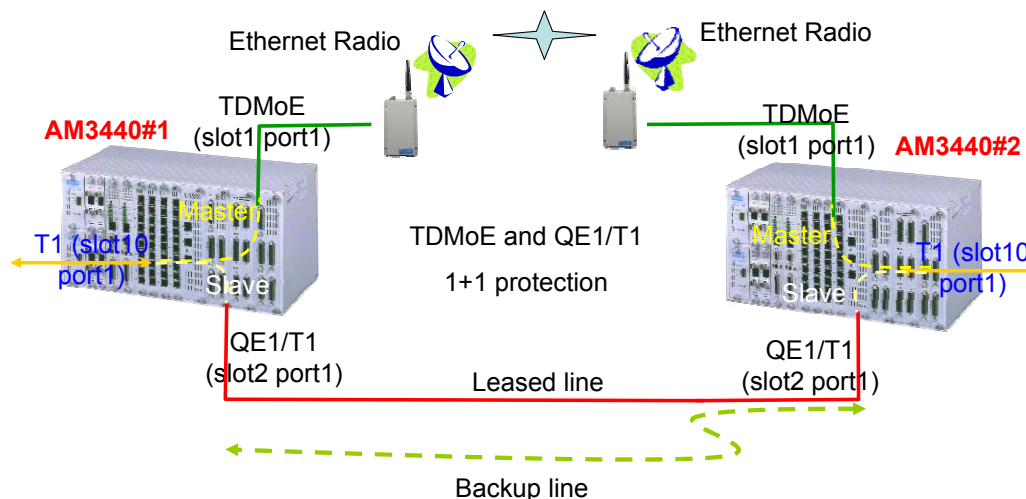 Ethernet Radio
Ethernet Radio
TDMoE
(slot1 port1)
TDMoE
(slot1 port1)
AM3440#1
AM3440#2
Master
Master
T1 (slot10
port1)
TDMoE and QE1/T1
1+1 protection
T1 (slot10
port1)
Slave
Slave
QE1/T1
(slot2 port1)
QE1/T1
(slot2 port1)
Leased line
Backup line